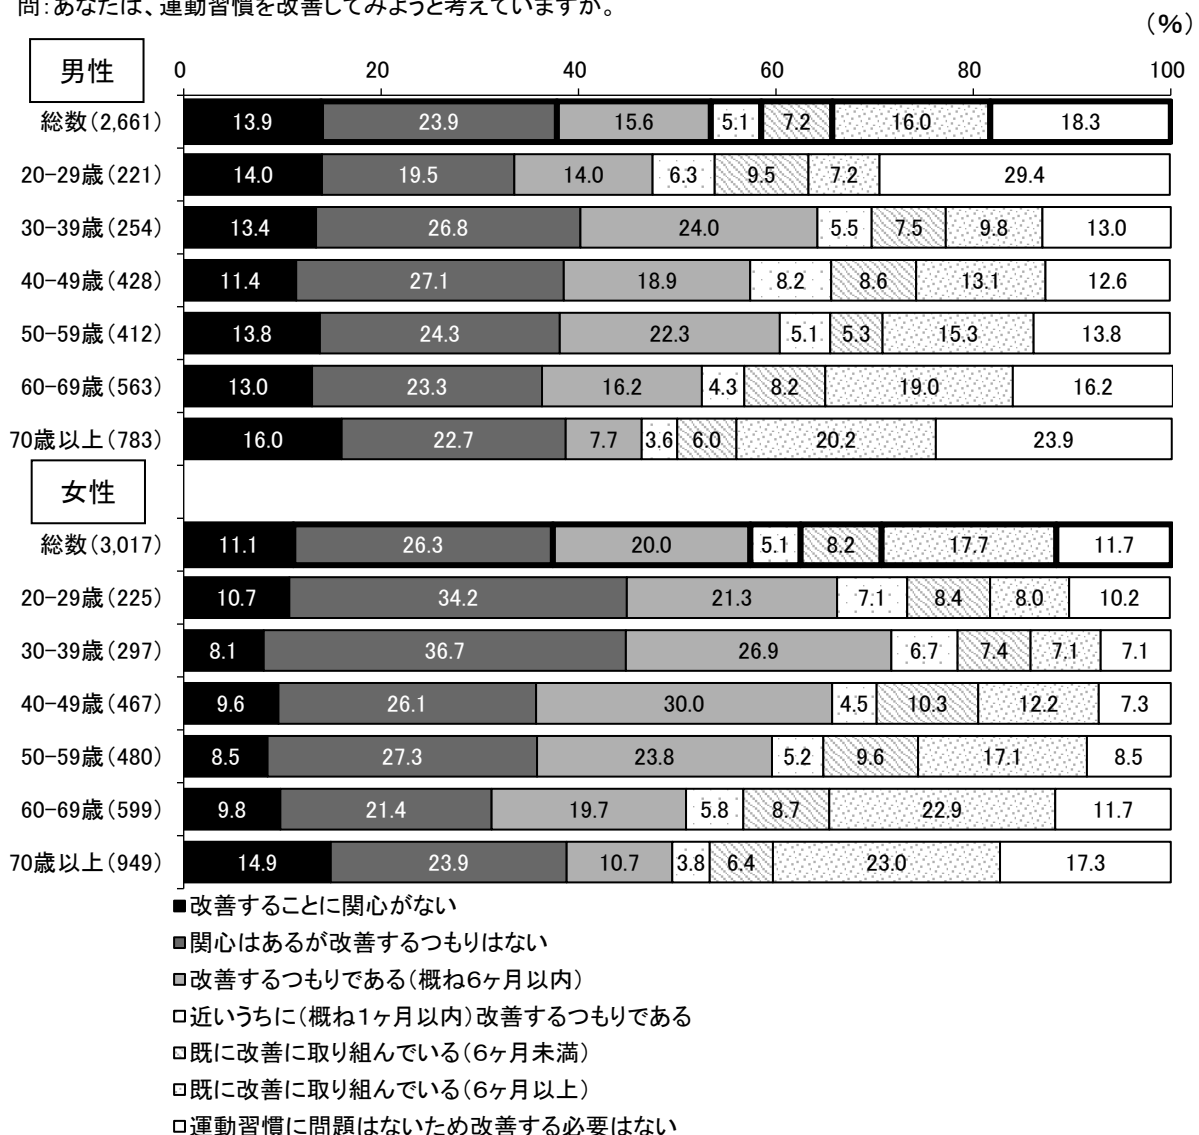 問：あなたは、運動習慣を改善してみようと考えていますか。
（％）
男性
0 20 40 60 80 100
総数（2,661） 13.9 23.9 15.6 5.1 7.2 16.0 18.3
20−29歳（221） 14.0 19.5 14.0 6.3 9.5 7.2 29.4
30−39歳（254） 13.4 26.8 24.0 5.5 7.5 9.8 13.0
40−49歳（428） 11.4 27.1 18.9 8.2 8.6 13.1 12.6
50−59歳（412） 13.8 24.3 22.3 5.1 5.3 15.3 13.8
60−69歳（563） 13.0 23.3 16.2 4.3 8.2 19.0 16.2
70歳以上（783） 16.0 22.7 7.7 3.6 6.0 20.2 23.9
女性
総数（3,017） 11.1 26.3 20.0 5.1 8.2 17.7 11.7
20−29歳（225） 10.7 34.2 21.3 7.1 8.4 8.0 10.2
30−39歳（297） 8.1 36.7 26.9 6.7 7.4 7.1 7.1
40−49歳（467） 9.6 26.1 30.0 4.5 10.3 12.2 7.3
50−59歳（480） 8.5 27.3 23.8 5.2 9.6 17.1 8.5
60−69歳（599） 9.8 21.4 19.7 5.8 8.7 22.9 11.7
70歳以上（949） 14.9 23.9 10.7 3.8 6.4 23.0 17.3
改善することに関心がない
関心はあるが改善するつもりはない
改善するつもりである（概ね６ヶ月以内）
近いうちに（概ね１ヶ月以内）改善するつもりである
既に改善に取り組んでいる（６ヶ月未満）
既に改善に取り組んでいる（６ヶ月以上）
運動習慣に問題はないため改善する必要はない